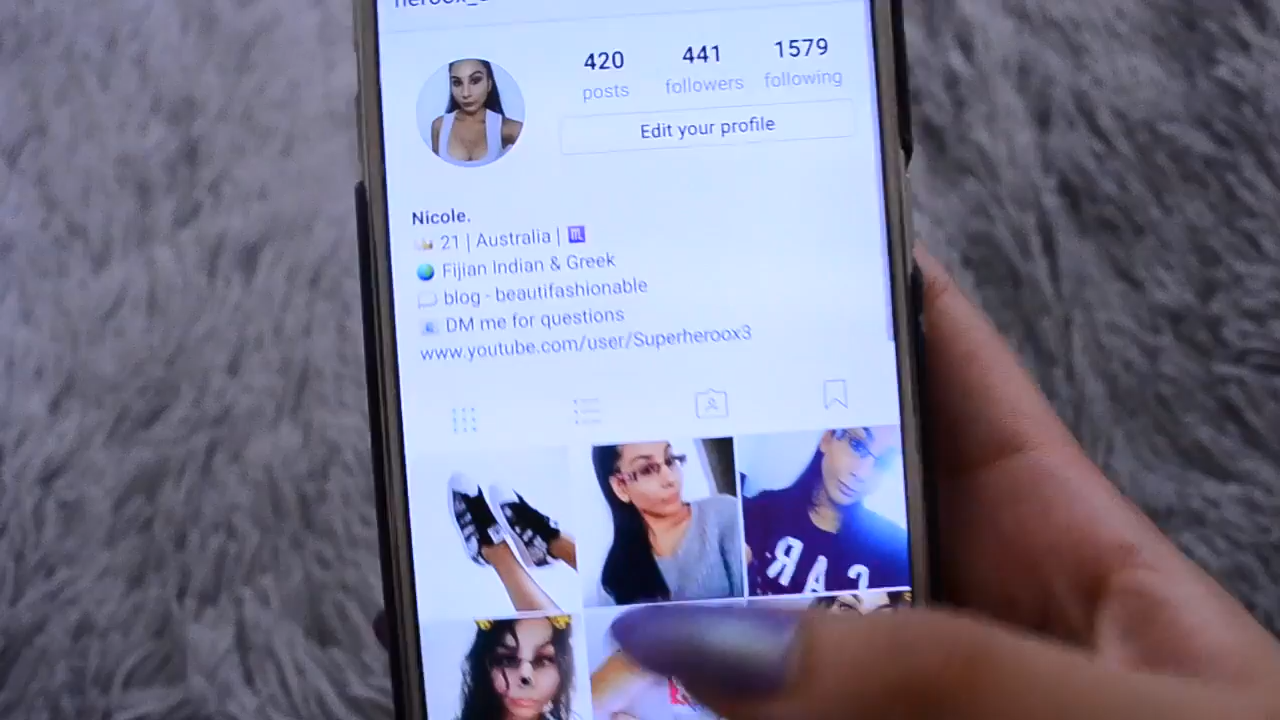 420 441 1579
posts followers following
Edit your profile
Nicole.
21 | Australia | ♏
Fijian Indian & Greek
blog - beautifashionable
DM me for questions
www.youtube.com/user/Superheroox3